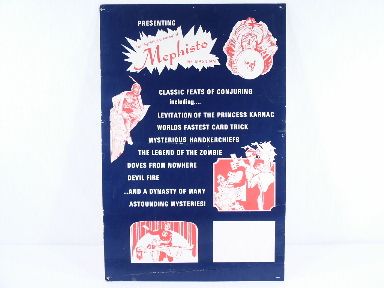 PRESENTING
Mephisto
CLASSIC FEATS OF CONJURING
including....
LEVITATION OF THE PRINCESS KARNAC
WORLDS FASTEST CARD TRICK
MYSTERIOUS HANDKERCHIEFS
THE LEGEND OF THE ZOMBIE
DOVES FROM NOWHERE
DEVIL FIRE
...AND A DYNASTY OF MANY
ASTOUNDING MYSTERIES!